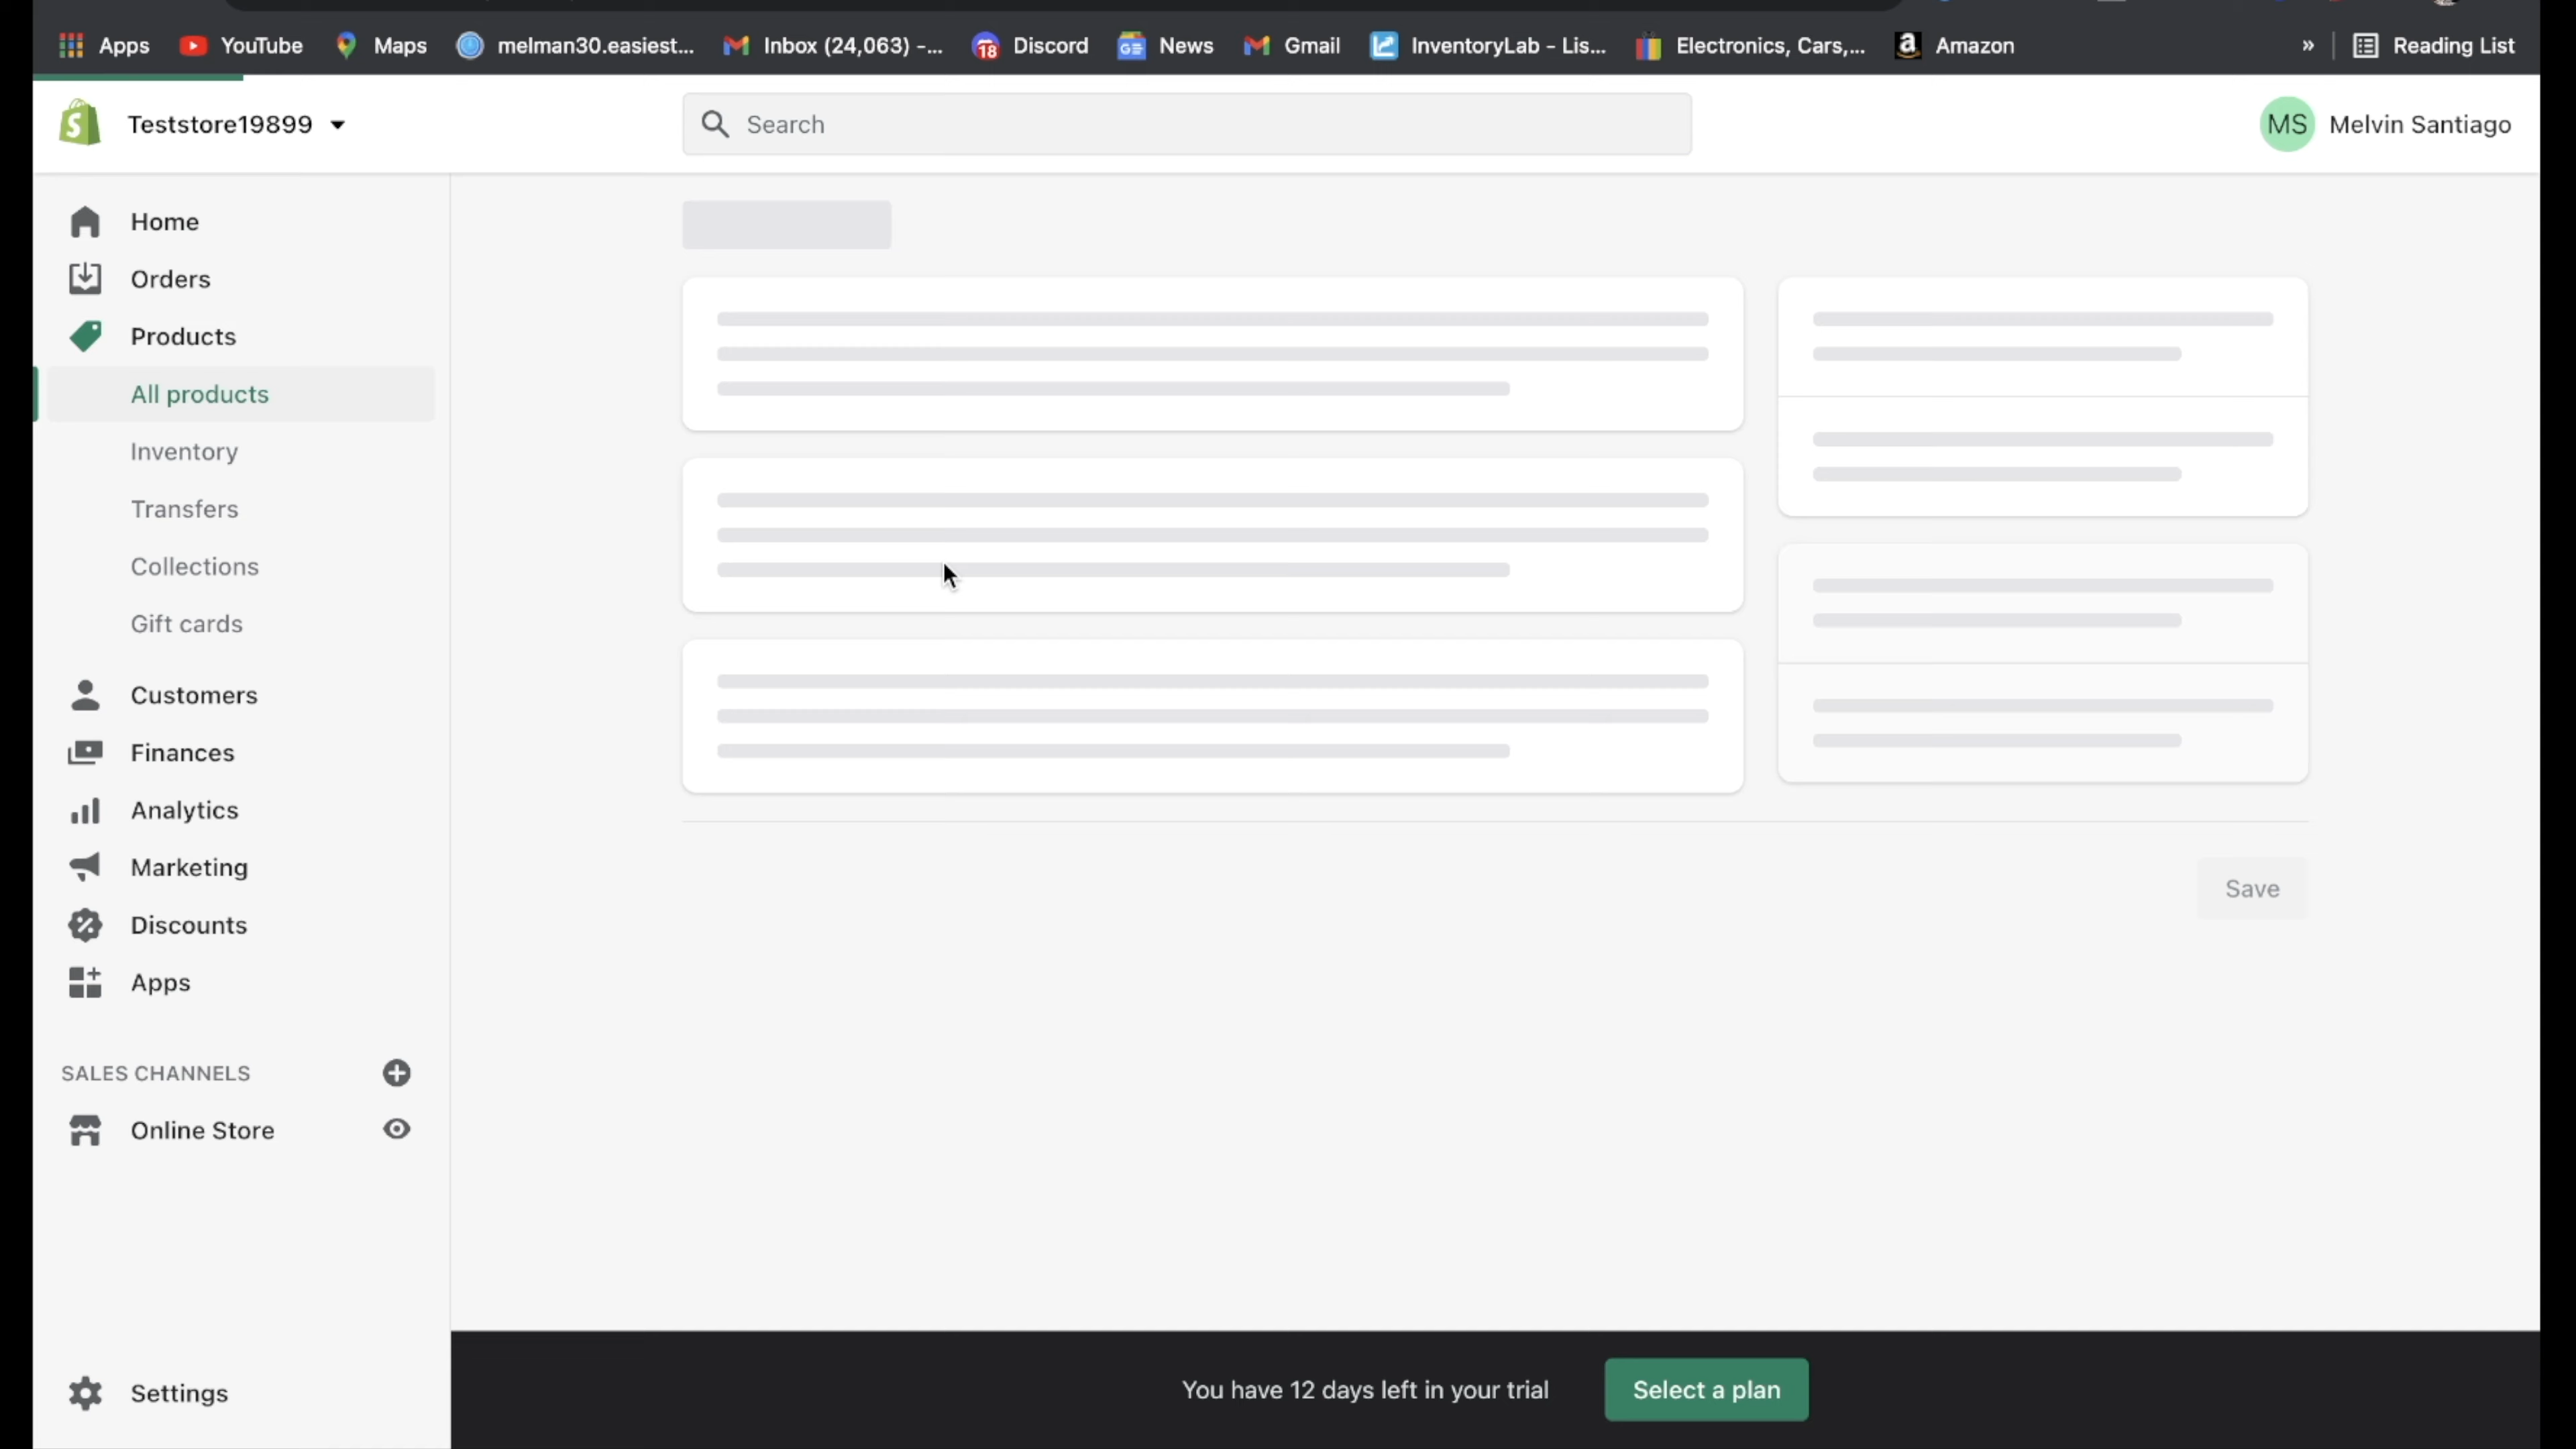 Apps YouTube Maps melman30.easiest... Inbox (24,063) -... Discord News Gmail InventoryLab - Lis... Electronics, Cars,... Amazon » Reading List
Teststore19899 Search MS Melvin Santiago
Home
Orders
Products
All products
Inventory
Transfers
Collections
Gift cards
Customers
Finances
Analytics
Marketing
Discounts
Apps
SALES CHANNELS
Online Store
Settings
Save
You have 12 days left in your trial Select a plan